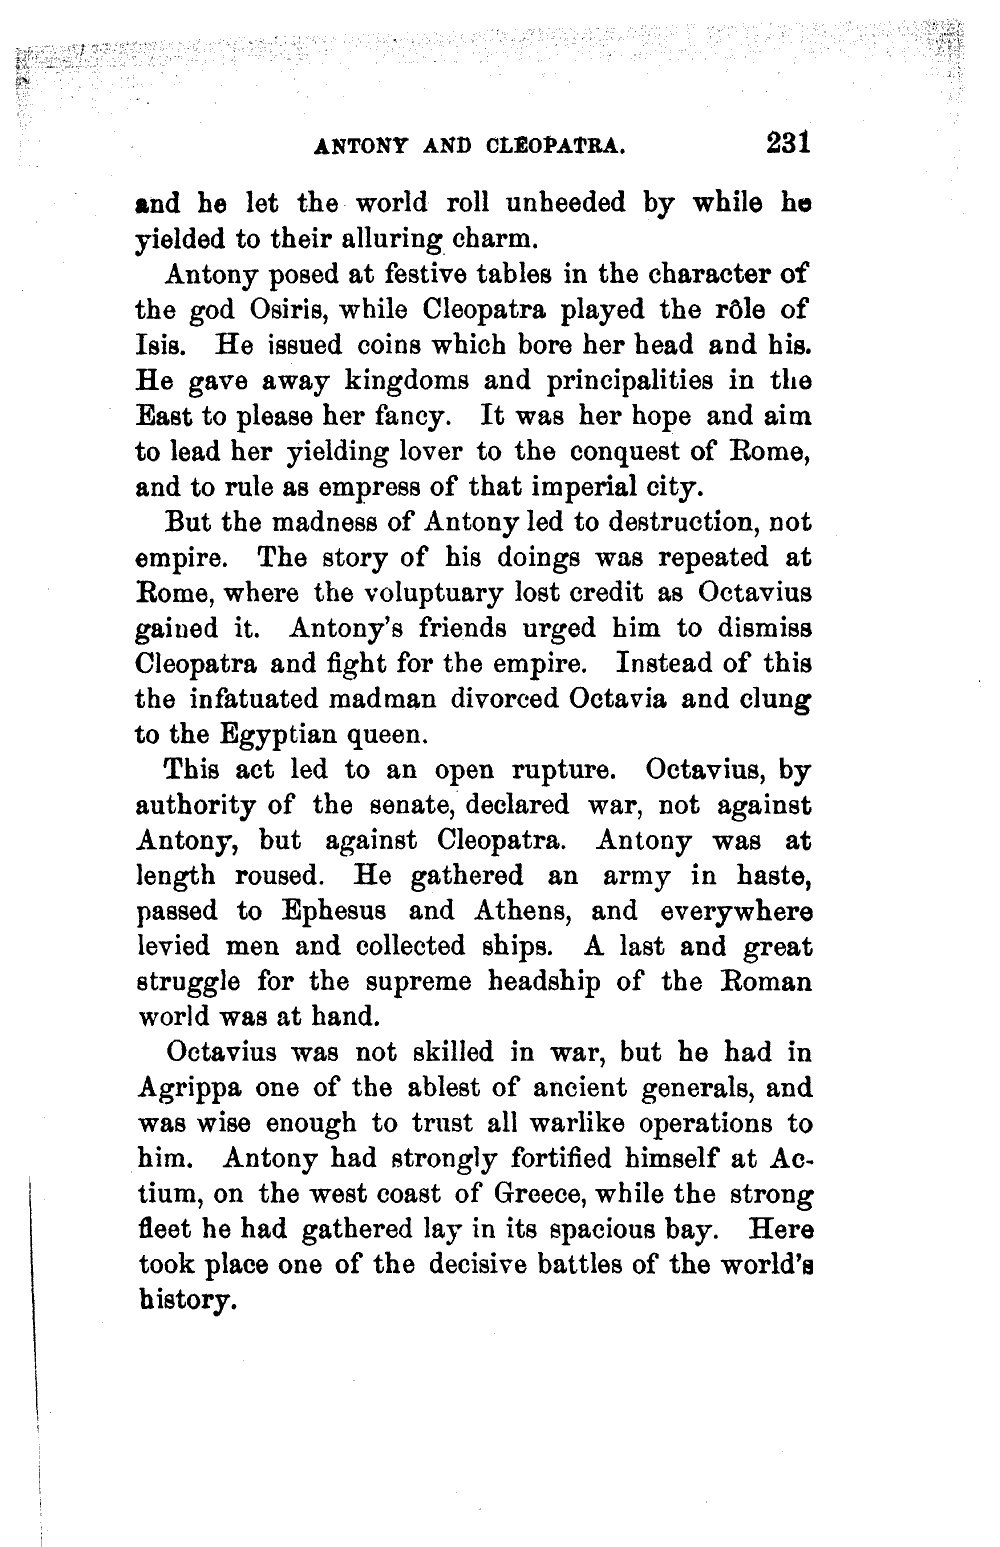 ANTONY AND CLEOPATRA. 231
and he let the world roll unheeded by while he
yielded to their alluring charm.
Antony posed at festive tables in the character of
the god Osiris, while Cleopatra played the rôle of
Isis. He issued coins which bore her head and his.
He gave away kingdoms and principalities in the
East to please her fancy. It was her hope and aim
to lead her yielding lover to the conquest of Rome,
and to rule as empress of that imperial city.
But the madness of Antony led to destruction, not
empire. The story of his doings was repeated at
Rome, where the voluptuary lost credit as Octavius
gained it. Antony's friends urged him to dismiss
Cleopatra and fight for the empire. Instead of this
the infatuated madman divorced Octavia and clung
to the Egyptian queen.
This act led to an open rupture. Octavius, by
authority of the senate, declared war, not against
Antony, but against Cleopatra. Antony was at
length roused. He gathered an army in haste,
passed to Ephesus and Athens, and everywhere
levied men and collected ships. A last and great
struggle for the supreme headship of the Roman
world was at hand.
Octavius was not skilled in war, but he had in
Agrippa one of the ablest of ancient generals, and
was wise enough to trust all warlike operations to
him. Antony had strongly fortified himself at Ac-
tium, on the west coast of Greece, while the strong
fleet he had gathered lay in its spacious bay. Here
took place one of the decisive battles of the world's
history.